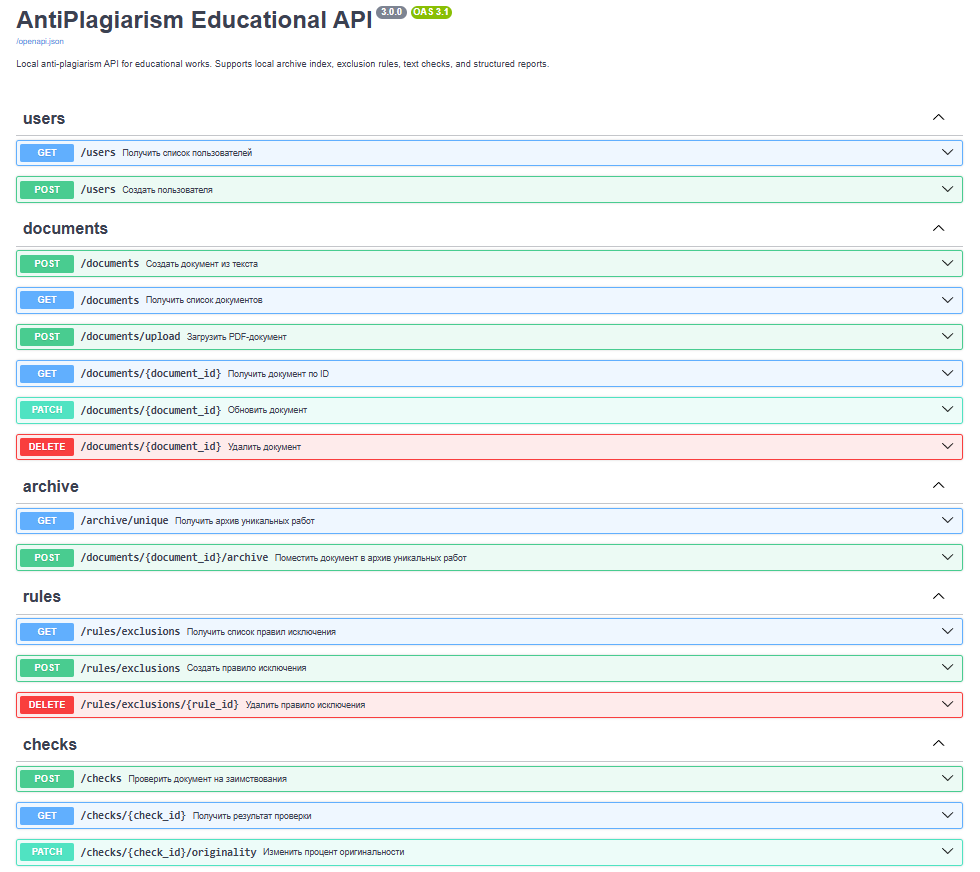 AntiPlagiarism Educational API 3.0.0 OAS 3.1
/openapi.json
Local anti-plagiarism API for educational works. Supports local archive index, exclusion rules, text checks, and structured reports.
users
GET /users Получить список пользователей
POST /users Создать пользователя
documents
POST /documents Создать документ из текста
GET /documents Получить список документов
POST /documents/upload Загрузить PDF-документ
GET /documents/{document_id} Получить документ по ID
PATCH /documents/{document_id} Обновить документ
DELETE /documents/{document_id} Удалить документ
archive
GET /archive/unique Получить архив уникальных работ
POST /documents/{document_id}/archive Поместить документ в архив уникальных работ
rules
GET /rules/exclusions Получить список правил исключения
POST /rules/exclusions Создать правило исключения
DELETE /rules/exclusions/{rule_id} Удалить правило исключения
checks
POST /checks Проверить документ на заимствования
GET /checks/{check_id} Получить результат проверки
PATCH /checks/{check_id}/originality Изменить процент оригинальности